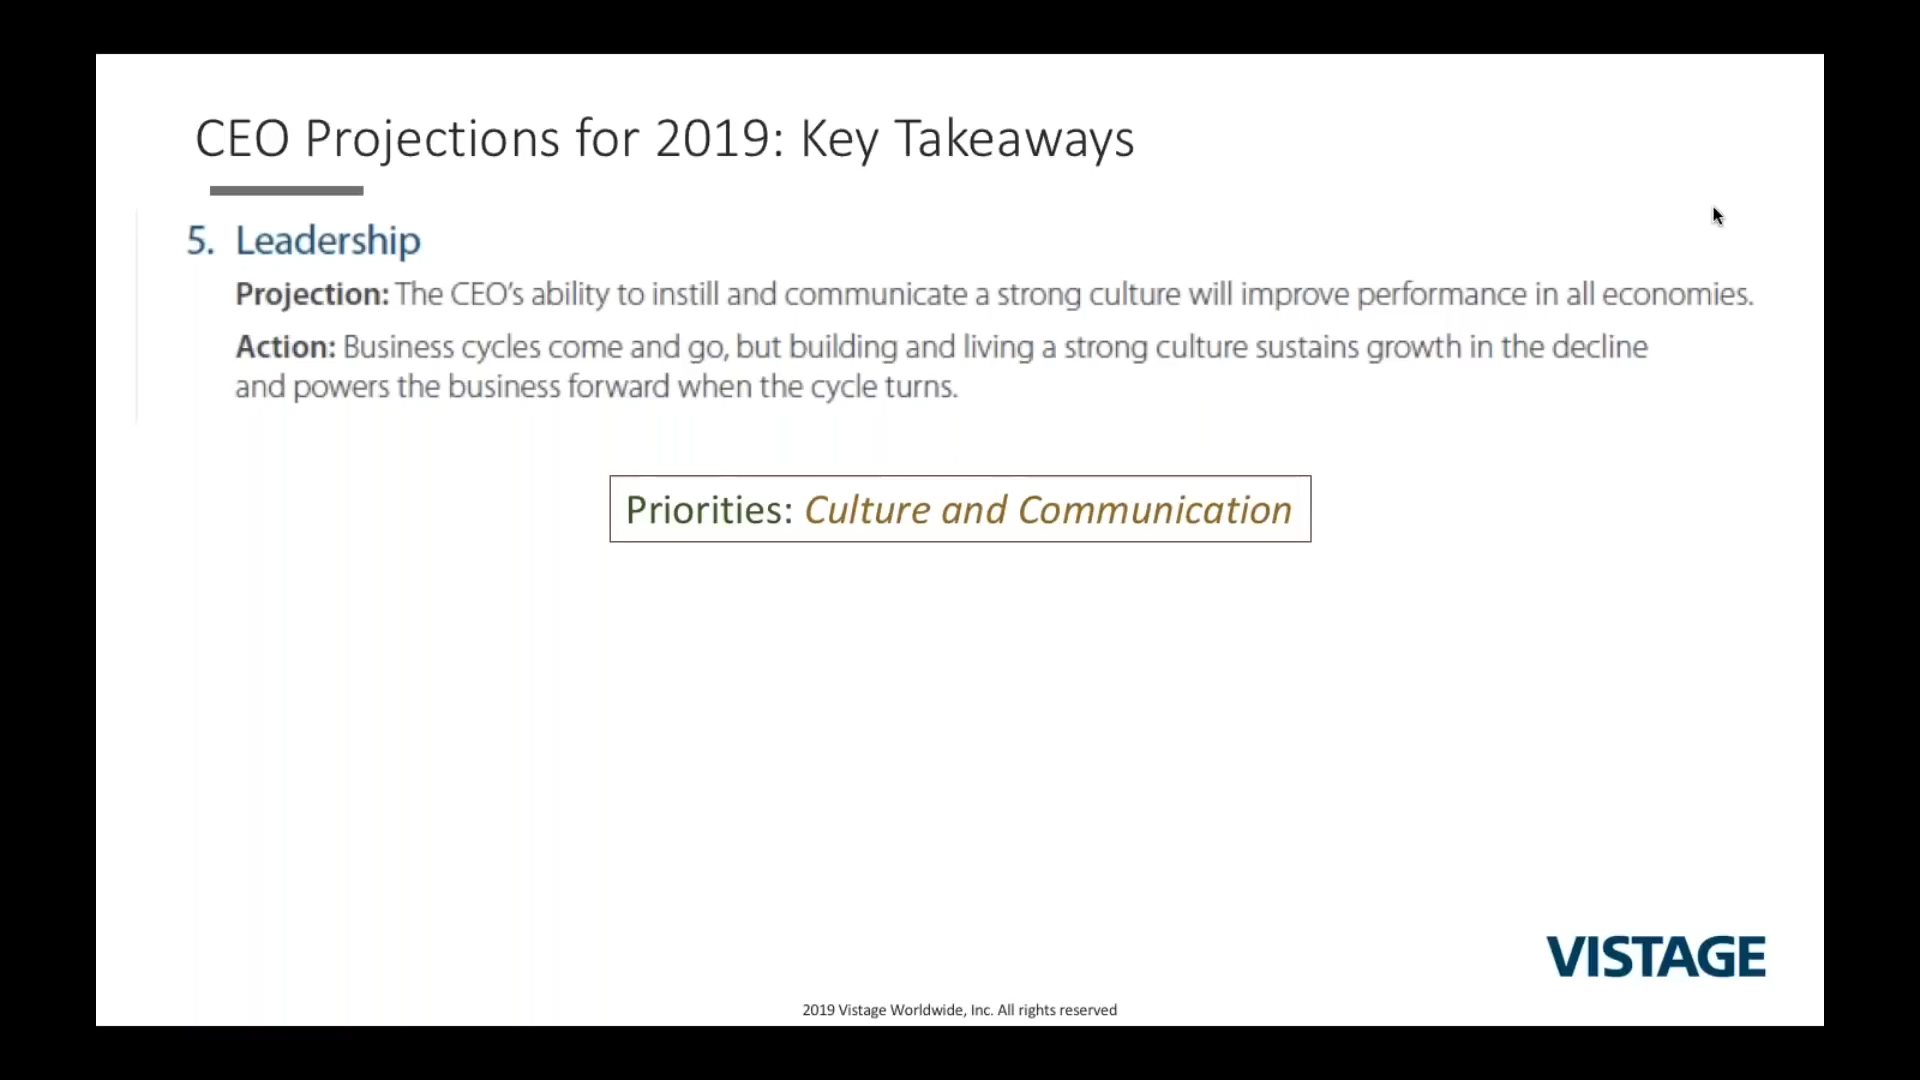 CEO Projections for 2019: Key Takeaways
5. Leadership
Projection: The CEO’s ability to instill and communicate a strong culture will improve performance in all economies.
Action: Business cycles come and go, but building and living a strong culture sustains growth in the decline
and powers the business forward when the cycle turns.
Priorities: Culture and Communication
VISTAGE
2019 Vistage Worldwide, Inc. All rights reserved